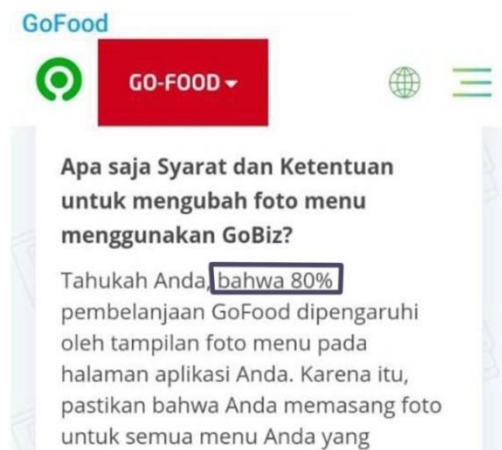 GoFood
GO-FOOD
Apa saja Syarat dan Ketentuan
untuk mengubah foto menu
menggunakan GoBiz?
Tahukah Anda, bahwa 80%
pembelanjaan GoFood dipengaruhi
oleh tampilan foto menu pada
halaman aplikasi Anda. Karena itu,
pastikan bahwa Anda memasang foto
untuk semua menu Anda yang